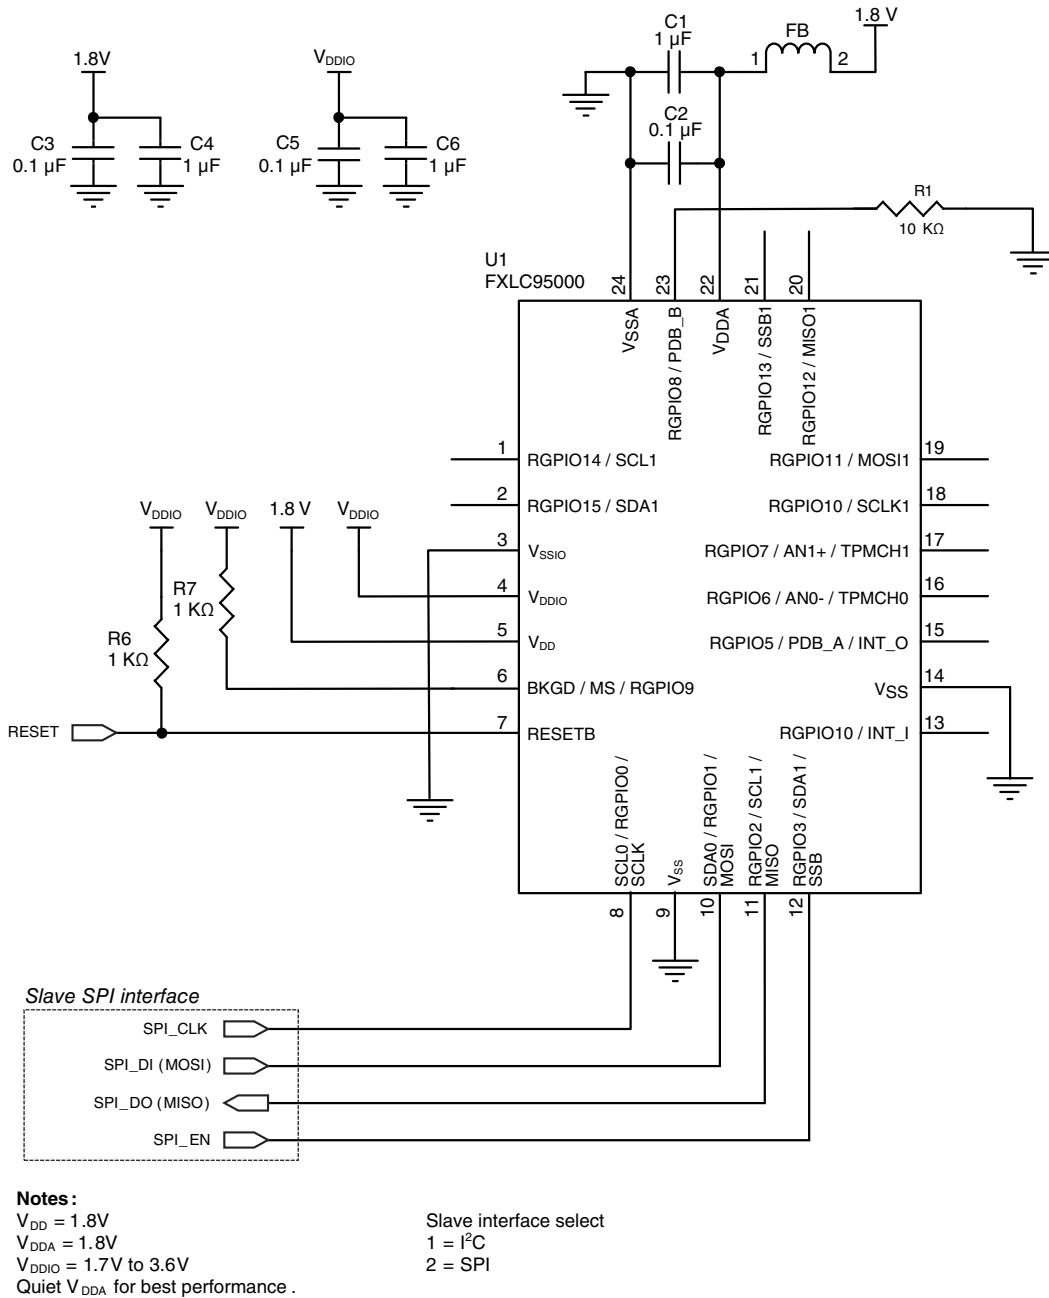 1.8V
C3
0.1 µF
C4
1 µF
V_DDIO
C5
0.1 µF
C6
1 µF
C1
1 µF
C2
0.1 µF
1
FB
2
1.8 V
R1
10 KΩ
U1
FXLC95000
24
23
22
21
20
VSSA
RGPIO8 / PDB_B
VDDA
RGPIO13 / SSB1
RGPIO12 / MISO1
1
RGPIO14 / SCL1
2
RGPIO15 / SDA1
3
VSSIO
4
VDDIO
5
VDD
6
BKGD / MS / RGPIO9
7
RESETB
RGPIO11 / MOSI1
19
RGPIO10 / SCLK1
18
RGPIO7 / AN1+ / TPMCH1
17
RGPIO6 / AN0- / TPMCH0
16
RGPIO5 / PDB_A / INT_O
15
VSS
14
RGPIO10 / INT_I
13
VDDIO
VDDIO
1.8 V
VDDIO
R7
1 KΩ
R6
1 KΩ
RESET
SCL0 / RGPIO0 /
SCLK
VSS
SDA0 / RGPIO1 /
MOSI
RGPIO2 / SCL1 /
MISO
RGPIO3 / SDA1 /
SSB
8
9
10
11
12
Slave SPI interface
SPI_CLK
SPI_DI (MOSI)
SPI_DO (MISO)
SPI_EN
Notes:
VDD = 1.8V
VDDA = 1.8V
VDDIO = 1.7V to 3.6V
Quiet VDDA for best performance .
Slave interface select
1 = I²C
2 = SPI